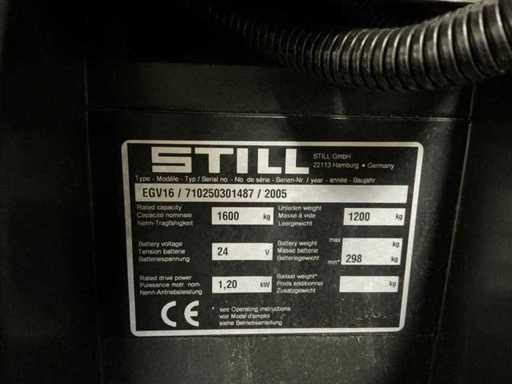 STILL
STILL GmbH
22113 Hamburg • Germany
Type - Modèle - Typ / Serial no. - No de série - Serien-Nr. / year - année - Baujahr
EGV16 / 710250301487 / 2005
Rated capacity
Capacité nominale
Nenn-Tragfähigkeit
1600 kg
Unladen weight
Masse à vide
Leergewicht
1200 kg
Battery voltage
Tension batterie
Batteriespannung
24 V
Battery weight
Masse batterie
Batteriegewicht
max kg
min* 298 kg
Rated drive power
Puissance motr. nom.
Nenn-Antriebsleistung
1,20 kW
Ballast weight*
Poids additionnel
Zusatzgewicht
kg
CE
* see Operating instructions
voir Mode d'emploi
siehe Betriebsanleitung